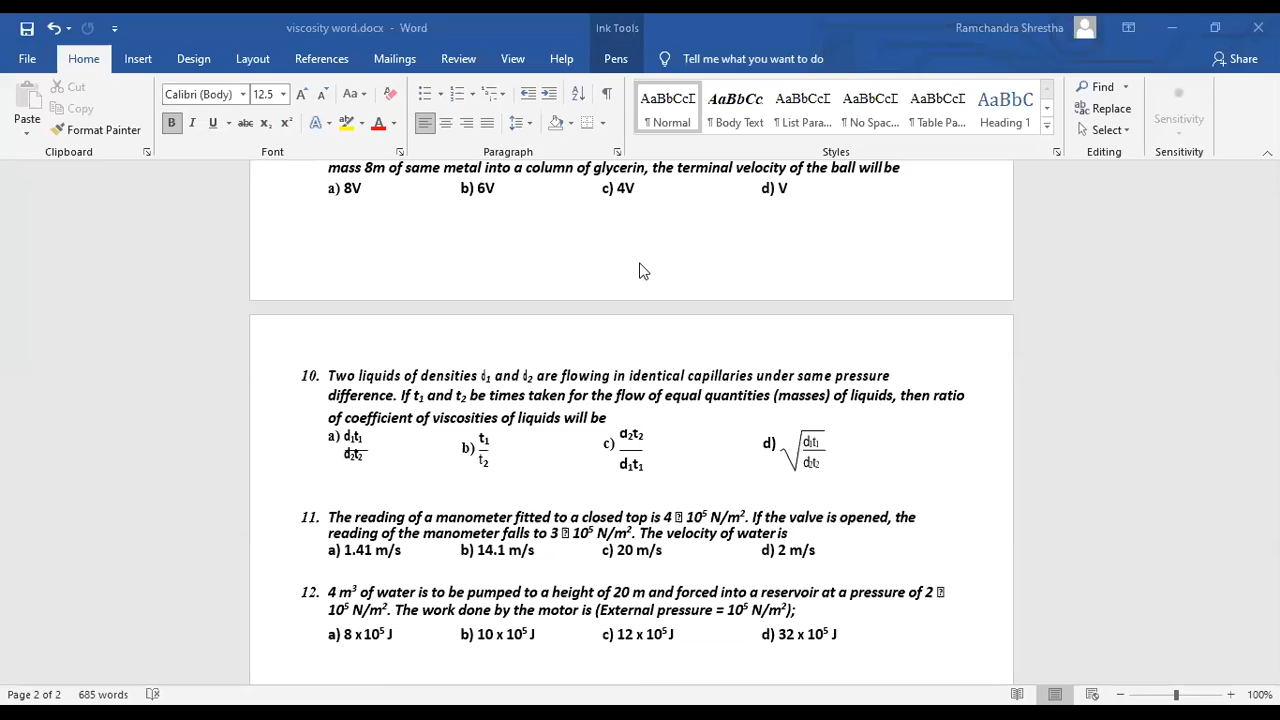 viscosity word.docx - Word
Ink Tools
Ramchandra Shrestha
File Home Insert Design Layout References Mailings Review View Help Pens Tell me what you want to do Share
Paste
Cut
Copy
Format Painter
Clipboard
Calibri (Body) 12.5
Font
Paragraph
AaBbCcI AaBbCc AaBbCcI AaBbCcI AaBbCcI AaBbC
¶ Normal ¶ Body Text ¶ List Para... ¶ No Spac... ¶ Table Pa... Heading 1
Styles
Find
Replace
Select
Editing
Sensitivity
Sensitivity
mass 8m of same metal into a column of glycerin, the terminal velocity of the ball will be
a) 8V b) 6V c) 4V d) V
10. Two liquids of densities d₁ and d₂ are flowing in identical capillaries under same pressure
difference. If t₁ and t₂ be times taken for the flow of equal quantities (masses) of liquids, then ratio
of coefficient of viscosities of liquids will be
a) d₁t₁/d₂t₂ b) t₁/t₂ c) d₂t₂/d₁t₁ d) √(d₁t₁/d₂t₂)
11. The reading of a manometer fitted to a closed top is 4 10⁵ N/m². If the valve is opened, the
reading of the manometer falls to 3 10⁵ N/m². The velocity of water is
a) 1.41 m/s b) 14.1 m/s c) 20 m/s d) 2 m/s
12. 4 m³ of water is to be pumped to a height of 20 m and forced into a reservoir at a pressure of 2
10⁵ N/m². The work done by the motor is (External pressure = 10⁵ N/m²);
a) 8 x 10⁵ J b) 10 x 10⁵ J c) 12 x 10⁵ J d) 32 x 10⁵ J
Page 2 of 2 685 words 100%